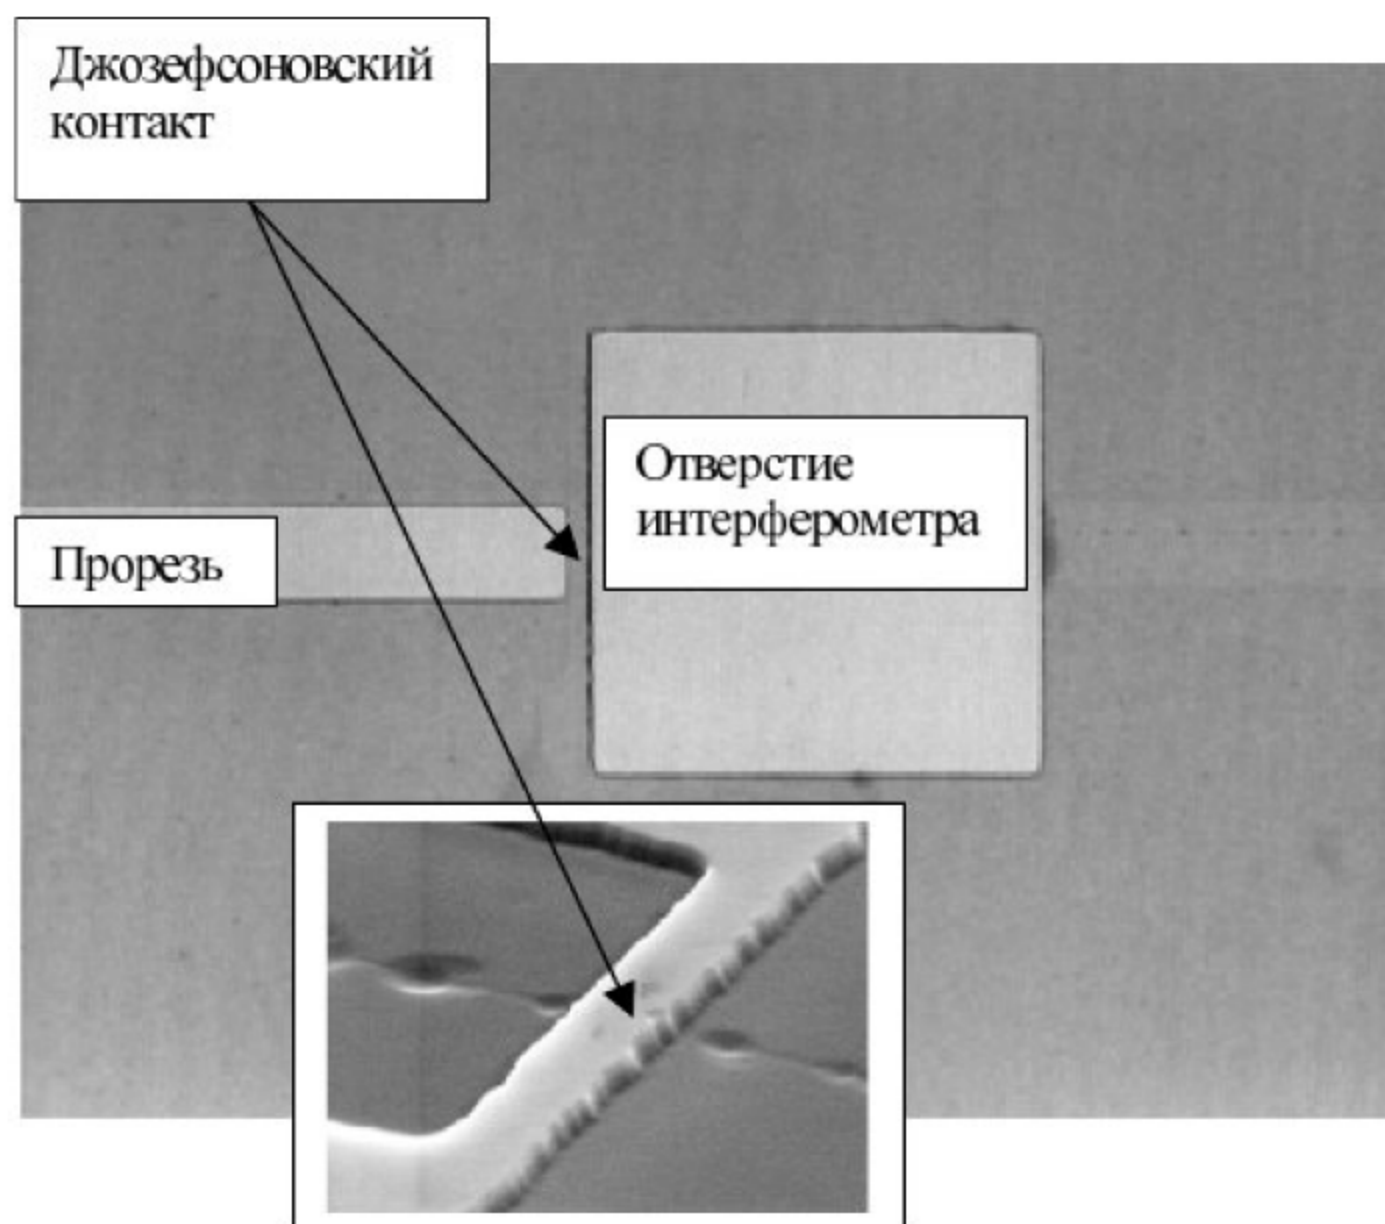 Джозефсоновский
контакт
Отверстие
интерферометра
Прорезь